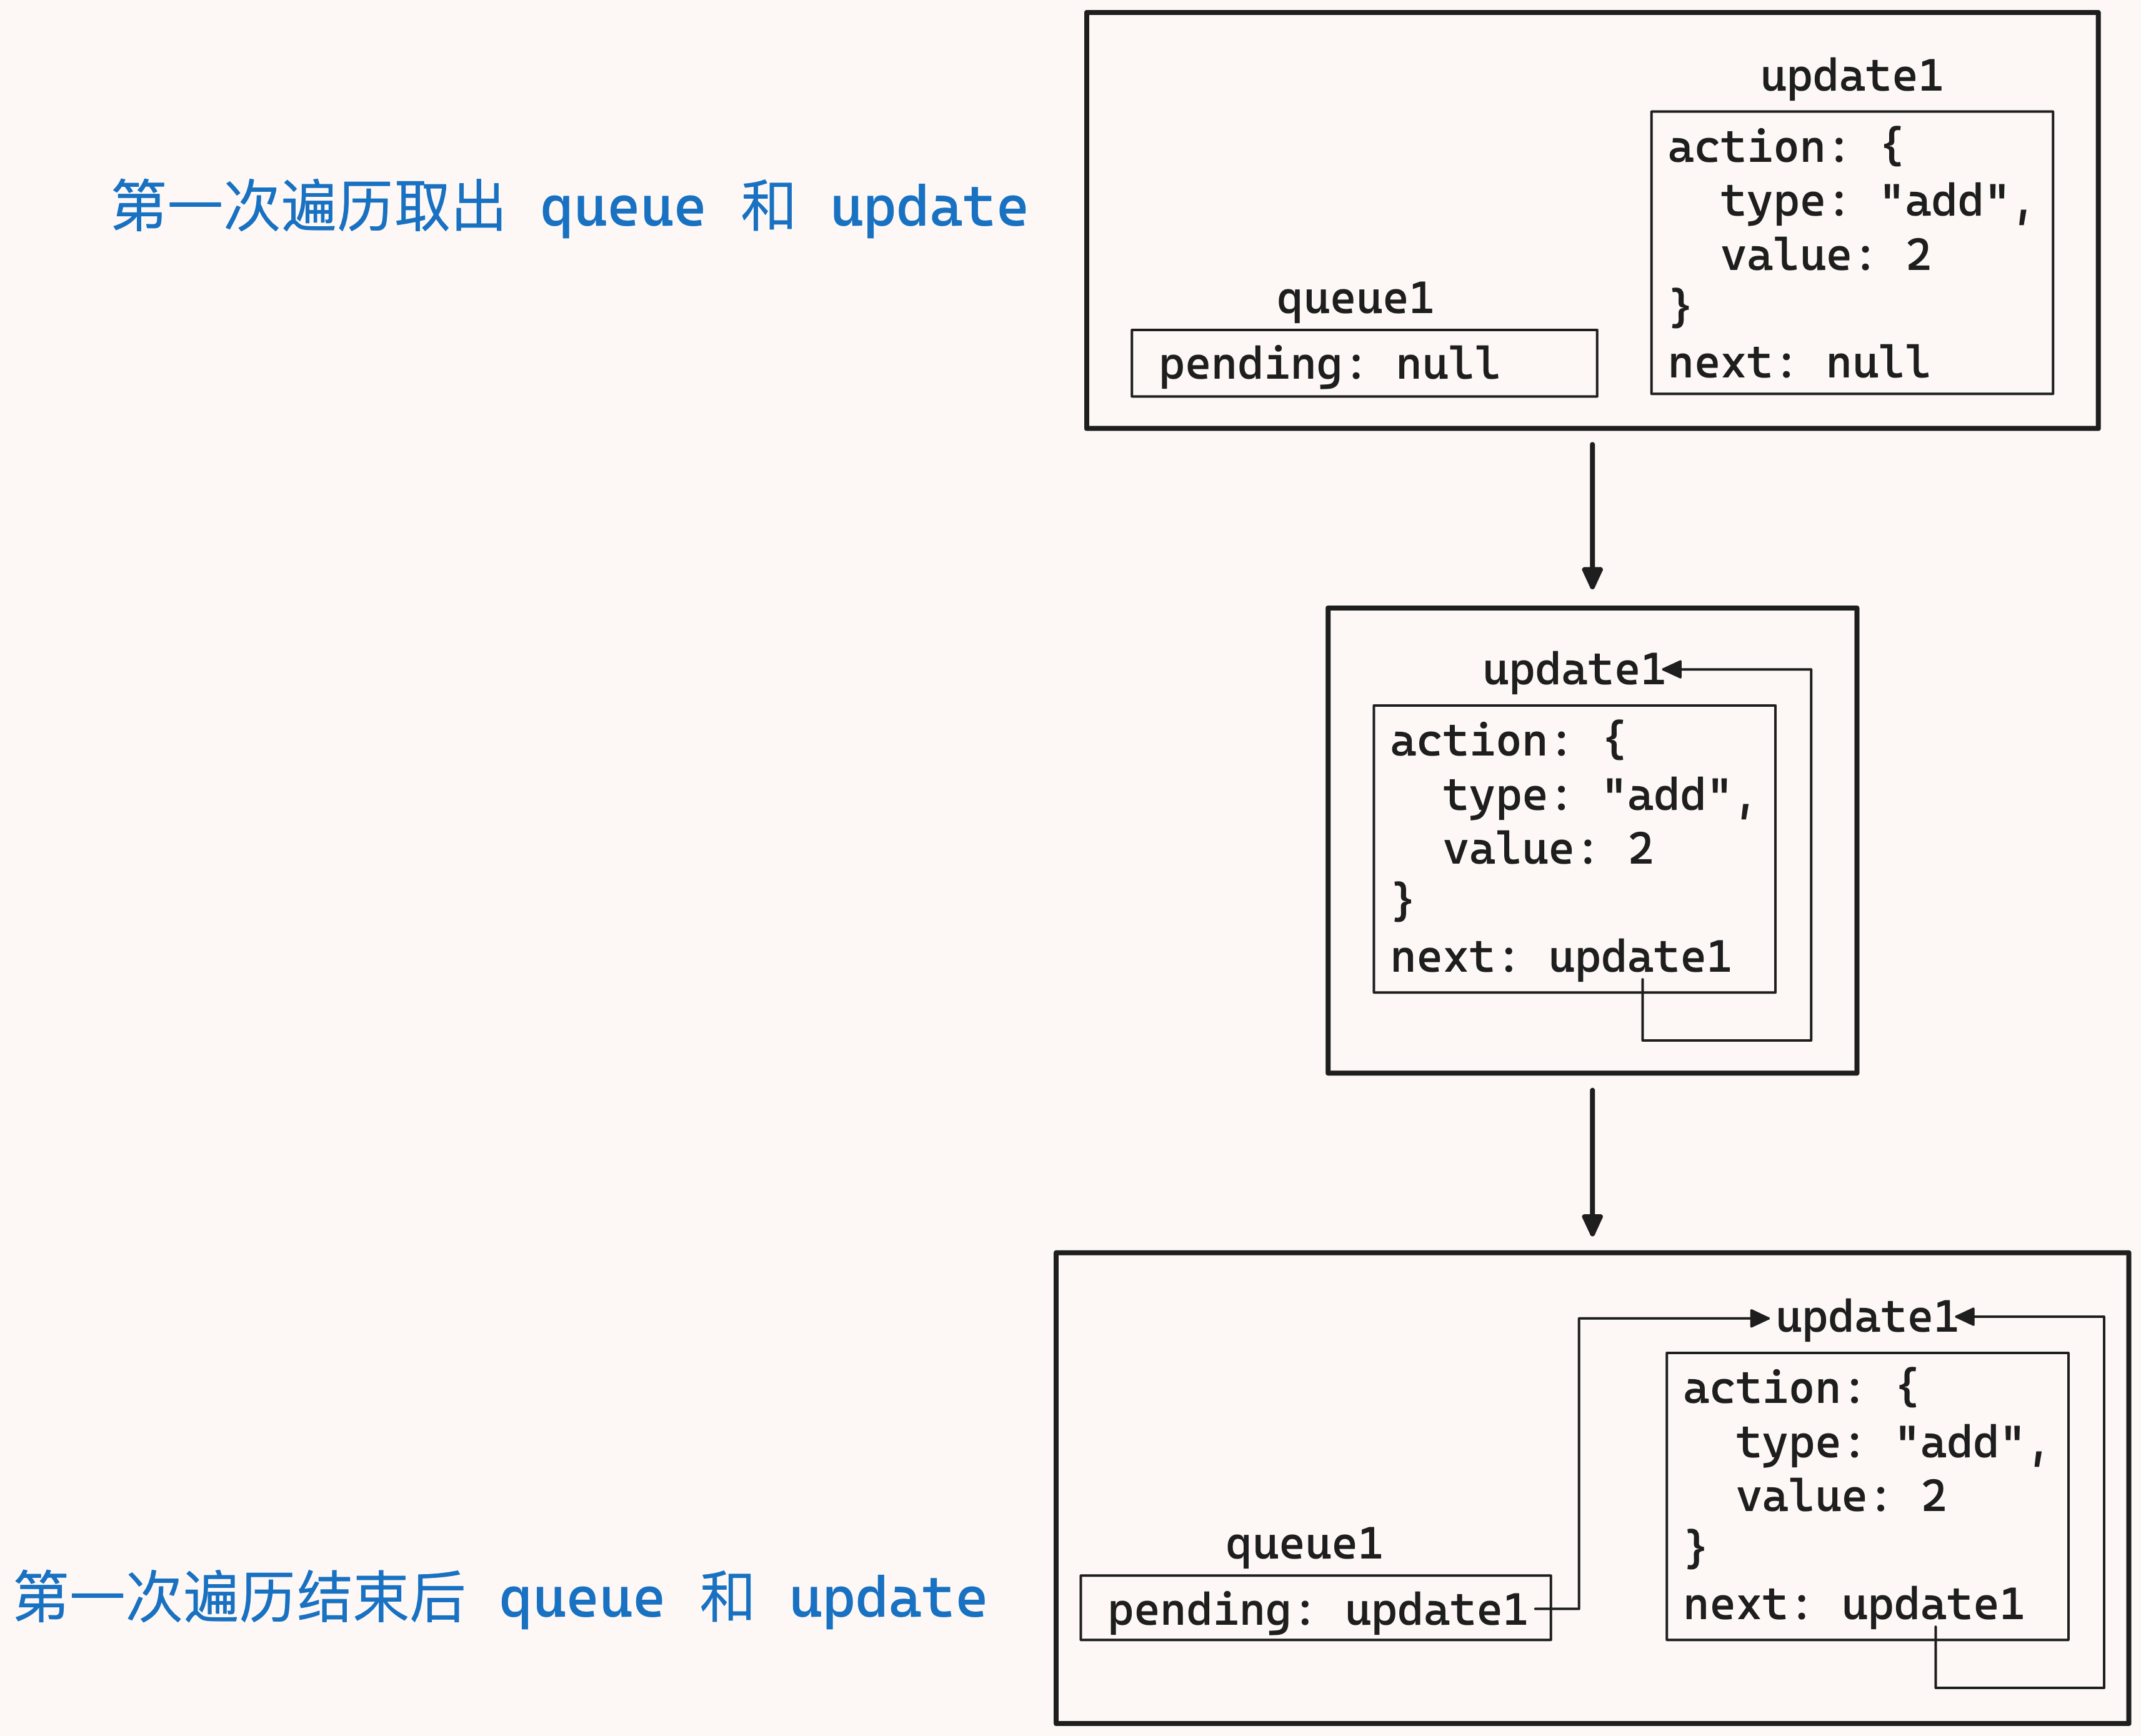 第一次遍历取出 queue 和 update
update1
action: {
type: "add",
value: 2
}
next: null
queue1
pending: null
update1
action: {
type: "add",
value: 2
}
next: update1
update1
action: {
type: "add",
value: 2
}
next: update1
queue1
pending: update1
第一次遍历结束后 queue 和 update